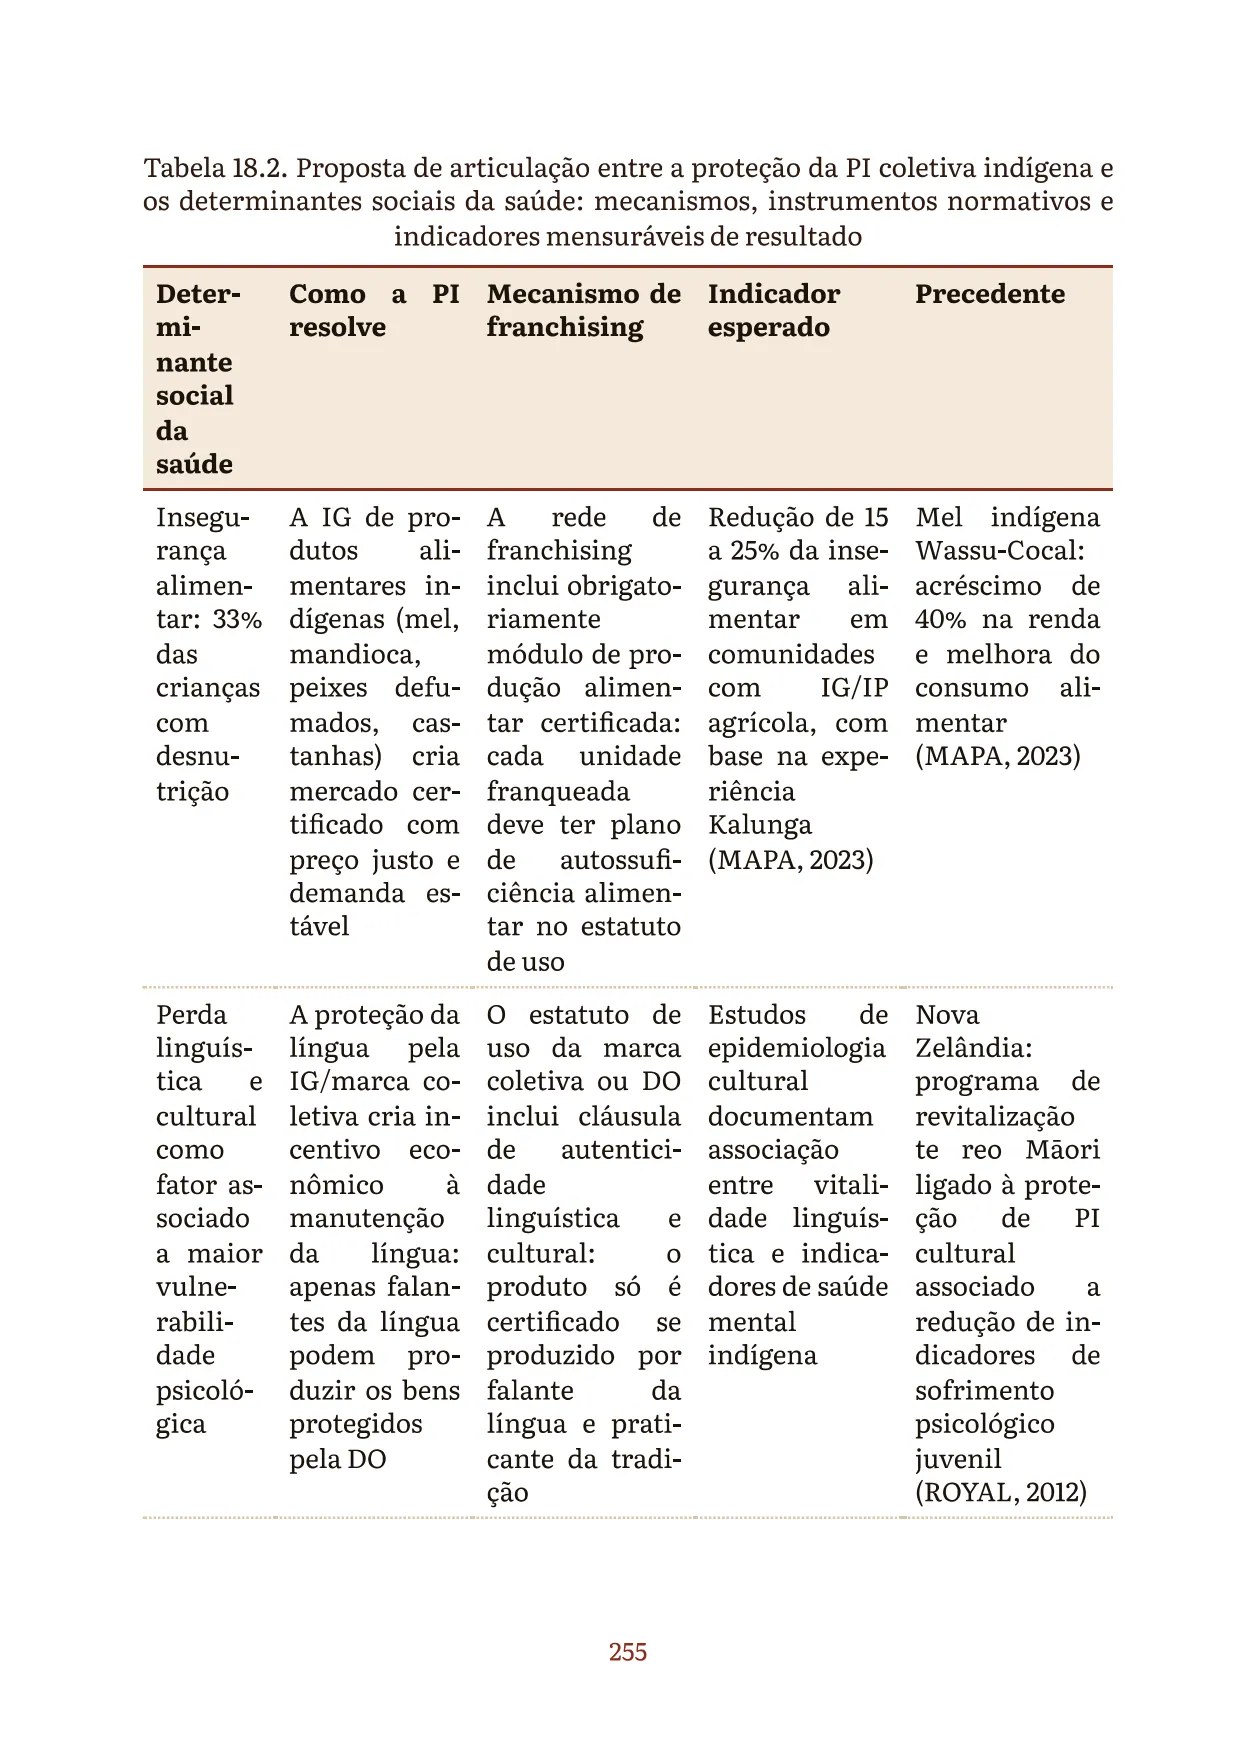 Tabela 18.2. Proposta de articulação entre a proteção da PI coletiva indígena e
os determinantes sociais da saúde: mecanismos, instrumentos normativos e
indicadores mensuráveis de resultado
Deter-
mi-
nante
social
da
saúde
Como a PI
resolve
Mecanismo de
franchising
Indicador
esperado
Precedente
Insegu-
rança
alimen-
tar: 33%
das
crianças
com
desnu-
trição
A IG de pro-
dutos ali-
mentares in-
dígenas (mel,
mandioca,
peixes defu-
mados, cas-
tanhas) cria
mercado cer-
tificado com
preço justo e
demanda es-
tável
A rede de
franchising
inclui obrigato-
riamente
módulo de pro-
dução alimen-
tar certificada:
cada unidade
franqueada
deve ter plano
de autossufi-
ciência alimen-
tar no estatuto
de uso
Redução de 15
a 25% da inse-
gurança ali-
mentar em
comunidades
com IG/IP
agrícola, com
base na expe-
riência
Kalunga
(MAPA, 2023)
Mel indígena
Wassu-Cocal:
acréscimo de
40% na renda
e melhora do
consumo ali-
mentar
(MAPA, 2023)
Perda
linguís-
tica e
cultural
como
fator as-
sociado
a maior
vulne-
rabili-
dade
psicoló-
gica
A proteção da
língua pela
IG/marca co-
letiva cria in-
centivo eco-
nômico à
manutenção
da língua:
apenas falan-
tes da língua
podem pro-
duzir os bens
protegidos
pela DO
O estatuto de
uso da marca
coletiva ou DO
inclui cláusula
de autentici-
dade
linguística e
cultural: o
produto só é
certificado se
produzido por
falante da
língua e prati-
cante da tradi-
ção
Estudos de
epidemiologia
cultural
documentam
associação
entre vitali-
dade linguís-
tica e indica-
dores de saúde
mental
indígena
Nova
Zelândia:
programa de
revitalização
te reo Māori
ligado à prote-
ção de PI
cultural
associado a
redução de in-
dicadores de
sofrimento
psicológico
juvenil
(ROYAL, 2012)
255